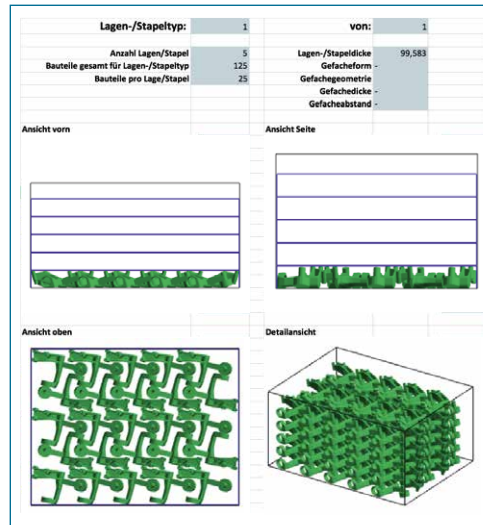 Lagen-/Stapeltyp: 1 von: 1
Anzahl Lagen/Stapel 5 Lagen-/Stapeldicke 99,583
Bauteile gesamt für Lagen-/Stapeltyp 125 Gefacheform -
Bauteile pro Lage/Stapel 25 Gefachegeometrie
Gefachedicke -
Gefacheabstand -
Ansicht vorn Ansicht Seite
Ansicht oben Detailansicht